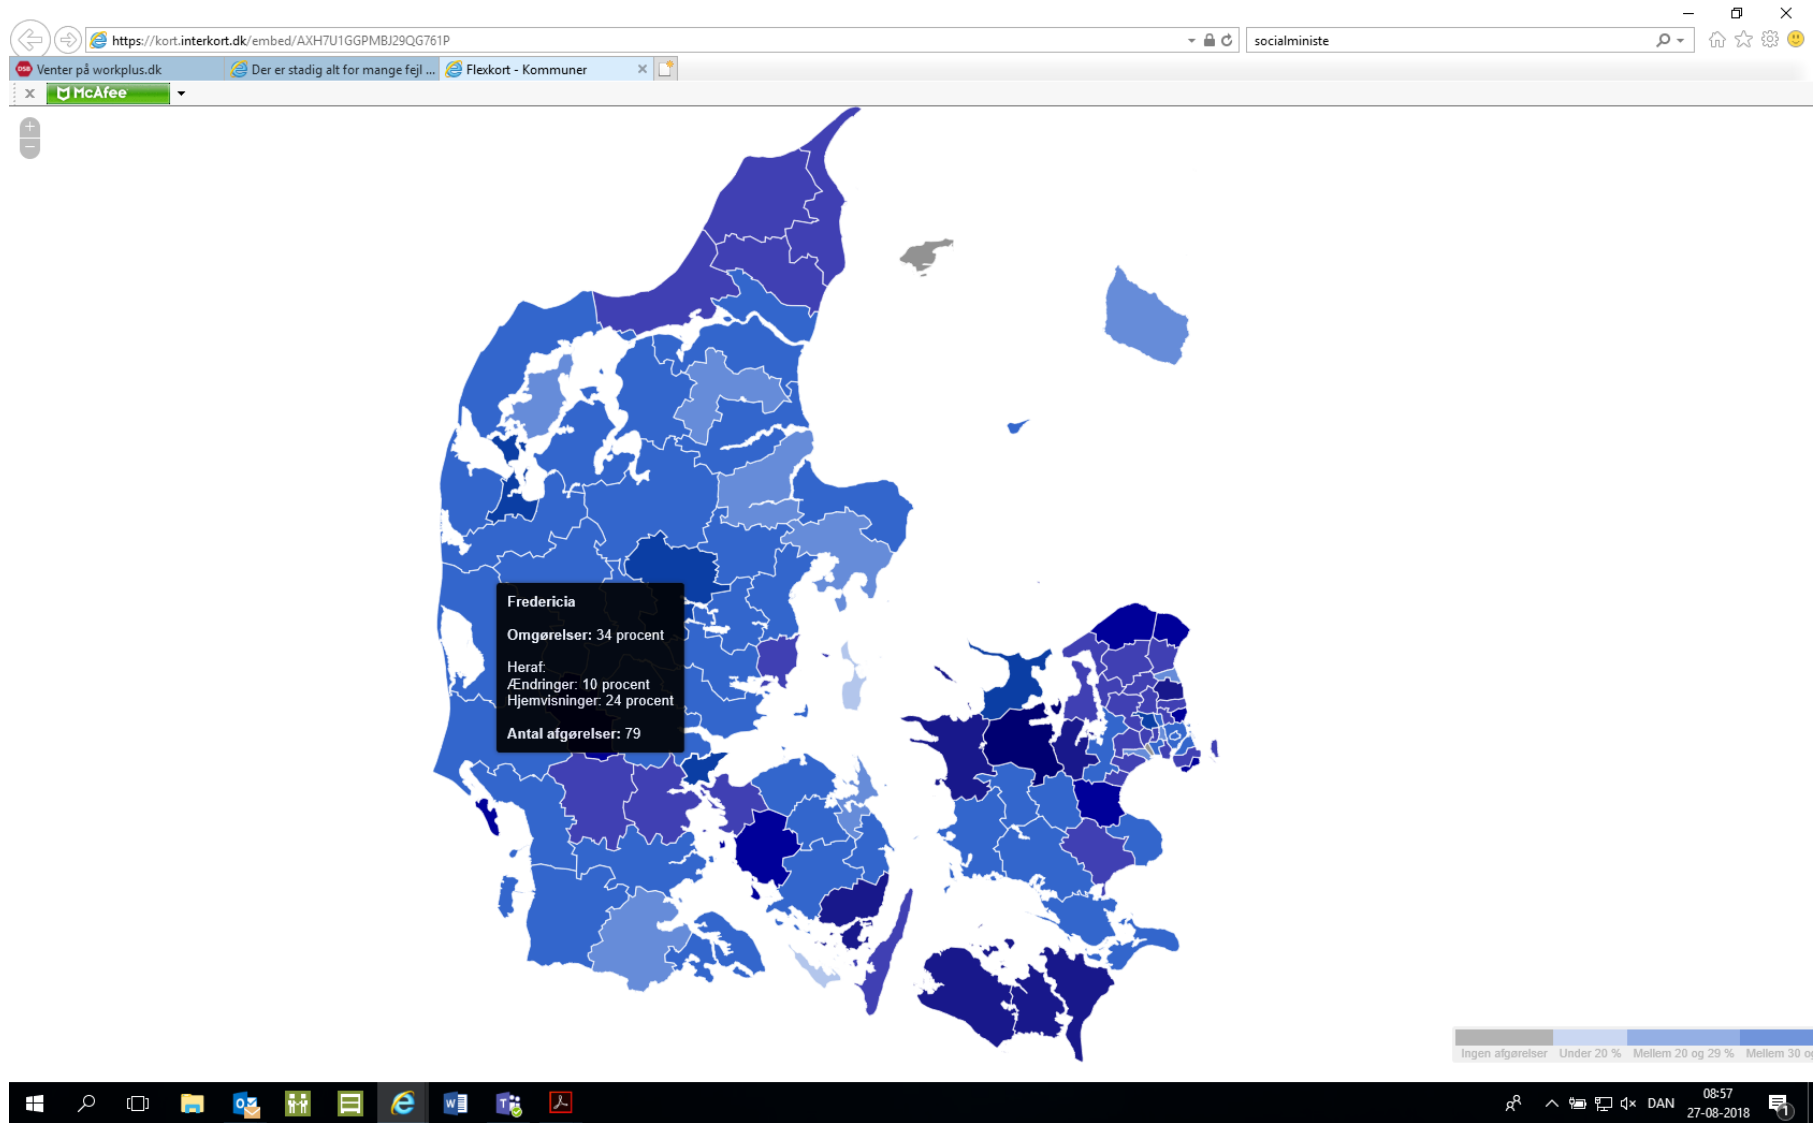 https://kort.interkort.dk/embed/AXH7U1GGPMBJ29QG761P
socialministe
Venter på workplus.dk
Der er stadig alt for mange fejl ...
Flexkort - Kommuner
x McAfee
Fredericia
Omgørelser: 34 procent
Heraf:
Ændringer: 10 procent
Hjemvisninger: 24 procent
Antal afgørelser: 79
Ingen afgørelser Under 20 % Mellem 20 og 29 % Mellem 30 og
DAN
08:57
27-08-2018
1